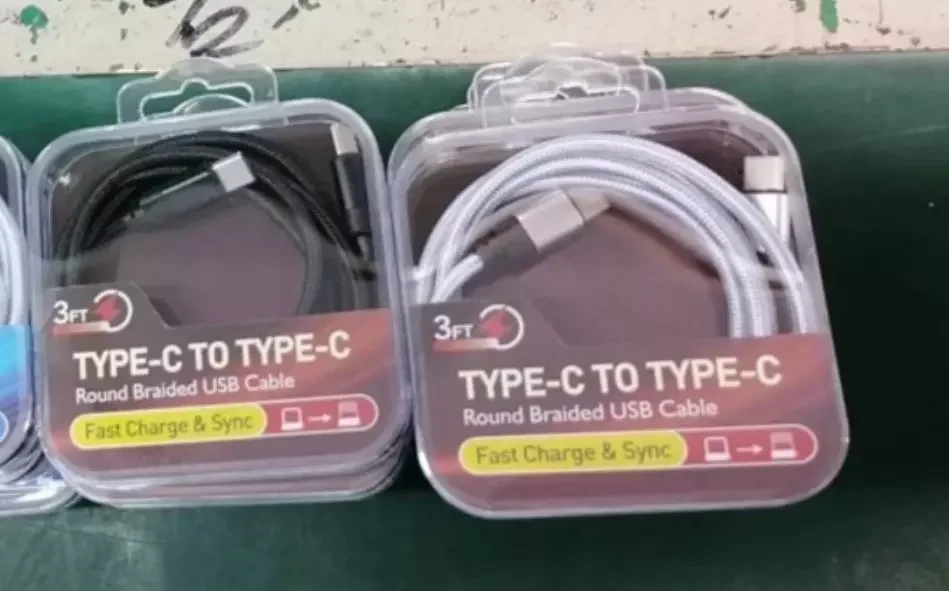 3FT
TYPE-C TO TYPE-C
Round Braided USB Cable
Fast Charge & Sync
3FT
TYPE-C TO TYPE-C
Round Braided USB Cable
Fast Charge & Sync